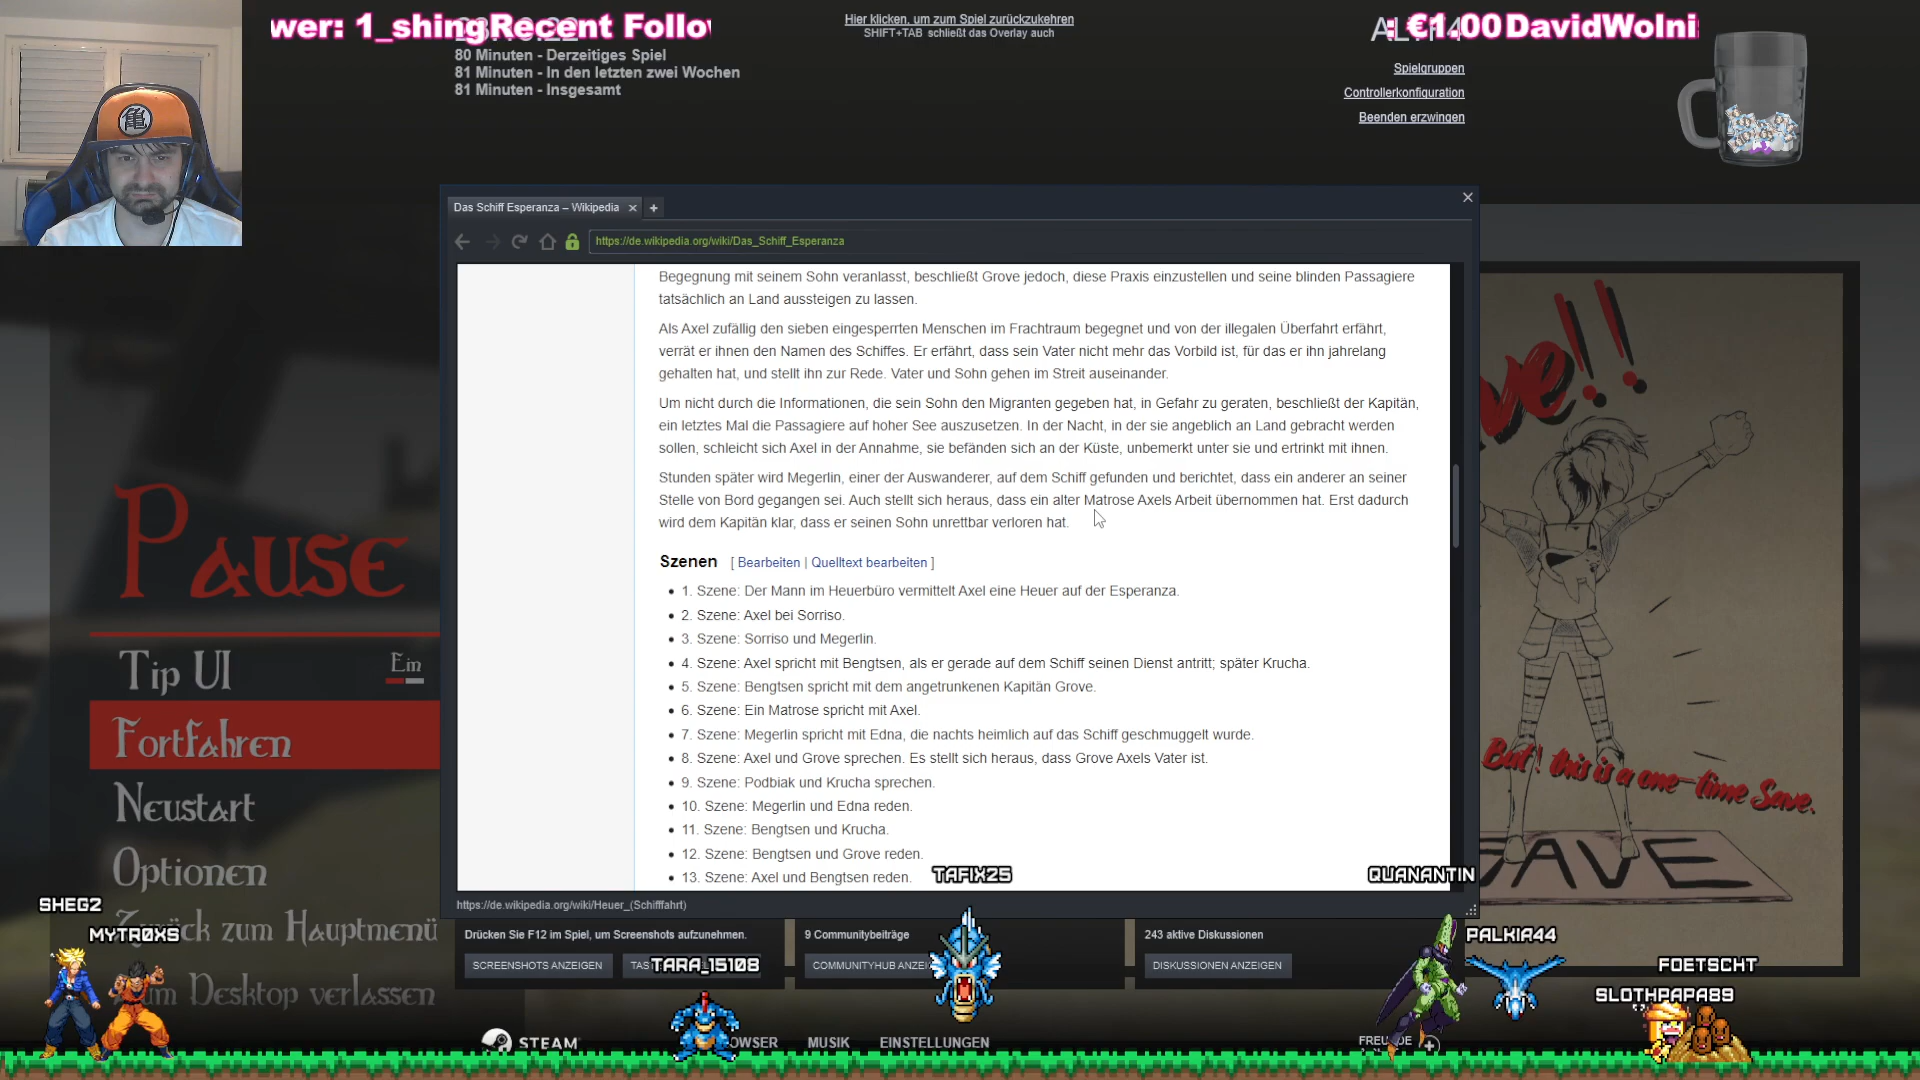 wer: 1_shingRecent Follo
80 Minuten - Derzeitiges Spiel
81 Minuten - In den letzten zwei Wochen
81 Minuten - Insgesamt
Hier klicken, um zum Spiel zurückzukehren
SHIFT+TAB schließt das Overlay auch
: €1.00DavidWolni
Spielgruppen
Controllerkonfiguration
Beenden erzwingen
Das Schiff Esperanza – Wikipedia
https://de.wikipedia.org/wiki/Das_Schiff_Esperanza
Begegnung mit seinem Sohn veranlasst, beschließt Grove jedoch, diese Praxis einzustellen und seine blinden Passagiere
tatsächlich an Land aussteigen zu lassen.
Als Axel zufällig den sieben eingesperrten Menschen im Frachtraum begegnet und von der illegalen Überfahrt erfährt,
verrät er ihnen den Namen des Schiffes. Er erfährt, dass sein Vater nicht mehr das Vorbild ist, für das er ihn jahrelang
gehalten hat, und stellt ihn zur Rede. Vater und Sohn gehen im Streit auseinander.
Um nicht durch die Informationen, die sein Sohn den Migranten gegeben hat, in Gefahr zu geraten, beschließt der Kapitän,
ein letztes Mal die Passagiere auf hoher See auszusetzen. In der Nacht, in der sie angeblich an Land gebracht werden
sollen, schleicht sich Axel in der Annahme, sie befänden sich an der Küste, unbemerkt unter sie und ertrinkt mit ihnen.
Stunden später wird Megerlin, einer der Auswanderer, auf dem Schiff gefunden und berichtet, dass ein anderer an seiner
Stelle von Bord gegangen sei. Auch stellt sich heraus, dass ein alter Matrose Axels Arbeit übernommen hat. Erst dadurch
wird dem Kapitän klar, dass er seinen Sohn unrettbar verloren hat.
Szenen [ Bearbeiten | Quelltext bearbeiten ]
1. Szene: Der Mann im Heuerbüro vermittelt Axel eine Heuer auf der Esperanza.
2. Szene: Axel bei Sorriso.
3. Szene: Sorriso und Megerlin.
4. Szene: Axel spricht mit Bengtsen, als er gerade auf dem Schiff seinen Dienst antritt; später Krucha.
5. Szene: Bengtsen spricht mit dem angetrunkenen Kapitän Grove.
6. Szene: Ein Matrose spricht mit Axel.
7. Szene: Megerlin spricht mit Edna, die nachts heimlich auf das Schiff geschmuggelt wurde.
8. Szene: Axel und Grove sprechen. Es stellt sich heraus, dass Grove Axels Vater ist.
9. Szene: Podbiak und Krucha sprechen.
10. Szene: Megerlin und Edna reden.
11. Szene: Bengtsen und Krucha.
12. Szene: Bengtsen und Grove reden.
13. Szene: Axel und Bengtsen reden.
https://de.wikipedia.org/wiki/Heuer_(Schifffahrt)
Pause
Tip UI Ein
Fortfahren
Neustart
Optionen
Zurück zum Hauptmenü
Zum Desktop verlassen
ve!!
But! this is a one-time Save.
SAVE
TAFIX25
QUANANTIN
SHEG2
MYTR0XS
TARA_15108
PALKIA44
FOETSCHT
SLOTHPAPA89
Drücken Sie F12 im Spiel, um Screenshots aufzunehmen.
SCREENSHOTS ANZEIGEN
TAS
9 Communitybeiträge
COMMUNITYHUB ANZEI
243 aktive Diskussionen
DISKUSSIONEN ANZEIGEN
STEAM
OWSER
MUSIK
EINSTELLUNGEN